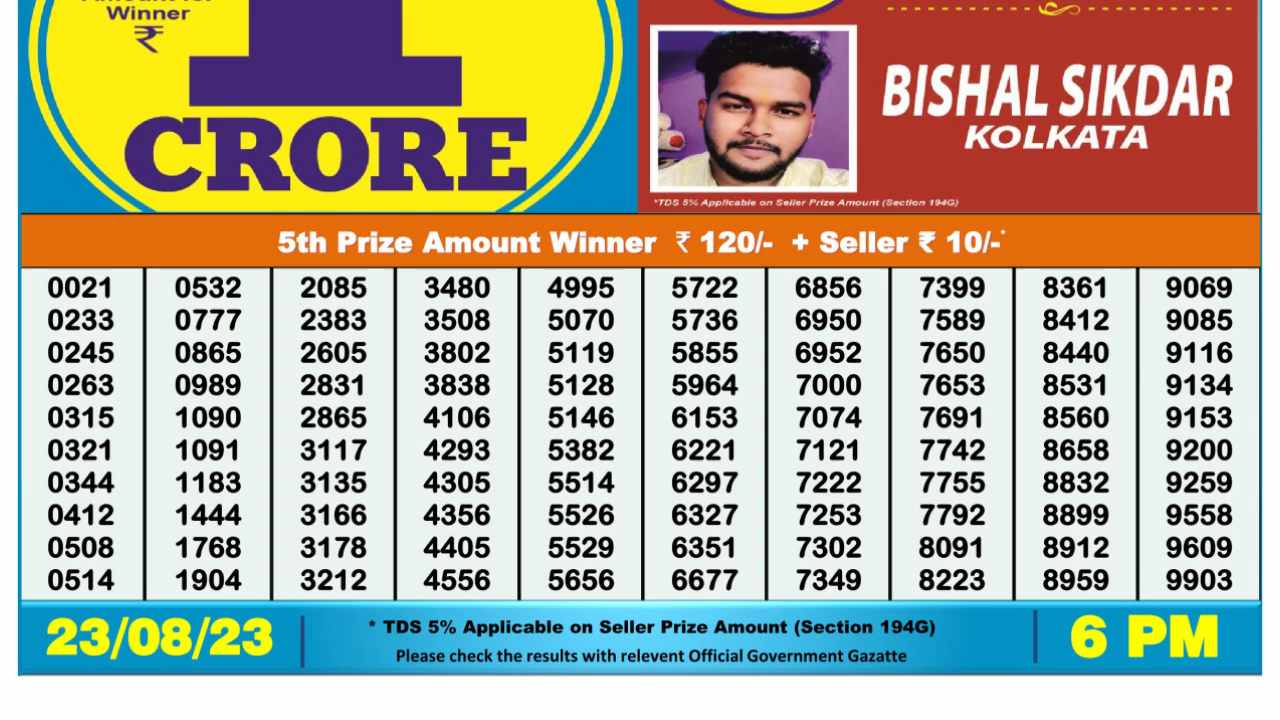 Winner
₹
1
CRORE
BISHAL SIKDAR
KOLKATA
*TDS 5% Applicable on Seller Prize Amount (Section 194G)
5th Prize Amount Winner ₹ 120/- + Seller ₹ 10/-*
0021 0532 2085 3480 4995 5722 6856 7399 8361 9069
0233 0777 2383 3508 5070 5736 6950 7589 8412 9085
0245 0865 2605 3802 5119 5855 6952 7650 8440 9116
0263 0989 2831 3838 5128 5964 7000 7653 8531 9134
0315 1090 2865 4106 5146 6153 7074 7691 8560 9153
0321 1091 3117 4293 5382 6221 7121 7742 8658 9200
0344 1183 3135 4305 5514 6297 7222 7755 8832 9259
0412 1444 3166 4356 5526 6327 7253 7792 8899 9558
0508 1768 3178 4405 5529 6351 7302 8091 8912 9609
0514 1904 3212 4556 5656 6677 7349 8223 8959 9903
23/08/23
* TDS 5% Applicable on Seller Prize Amount (Section 194G)
Please check the results with relevent Official Government Gazatte
6 PM